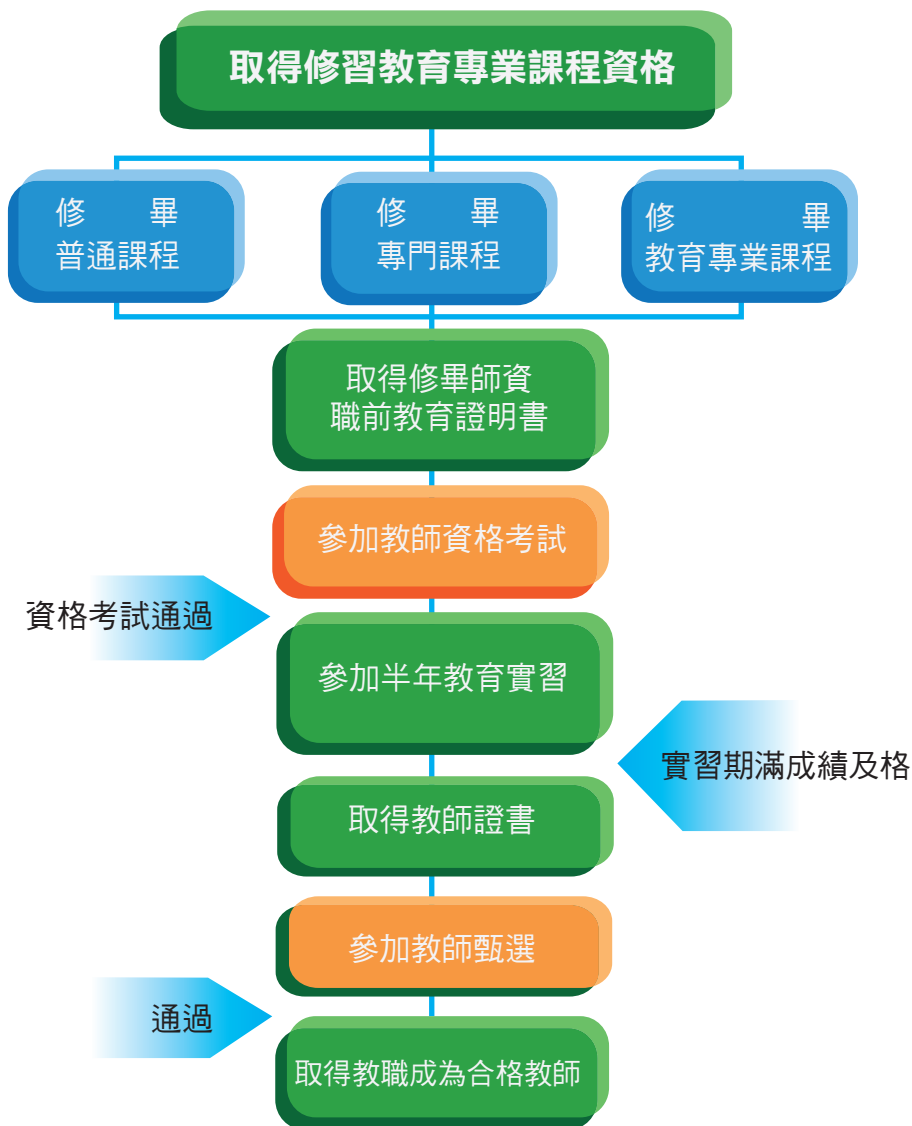 取得修習教育專業課程資格
修 畢
普通課程
修 畢
專門課程
修 畢
教育專業課程
取得修畢師資
職前教育證明書
參加教師資格考試
資格考試通過
參加半年教育實習
實習期滿成績及格
取得教師證書
參加教師甄選
通過
取得教職成為合格教師